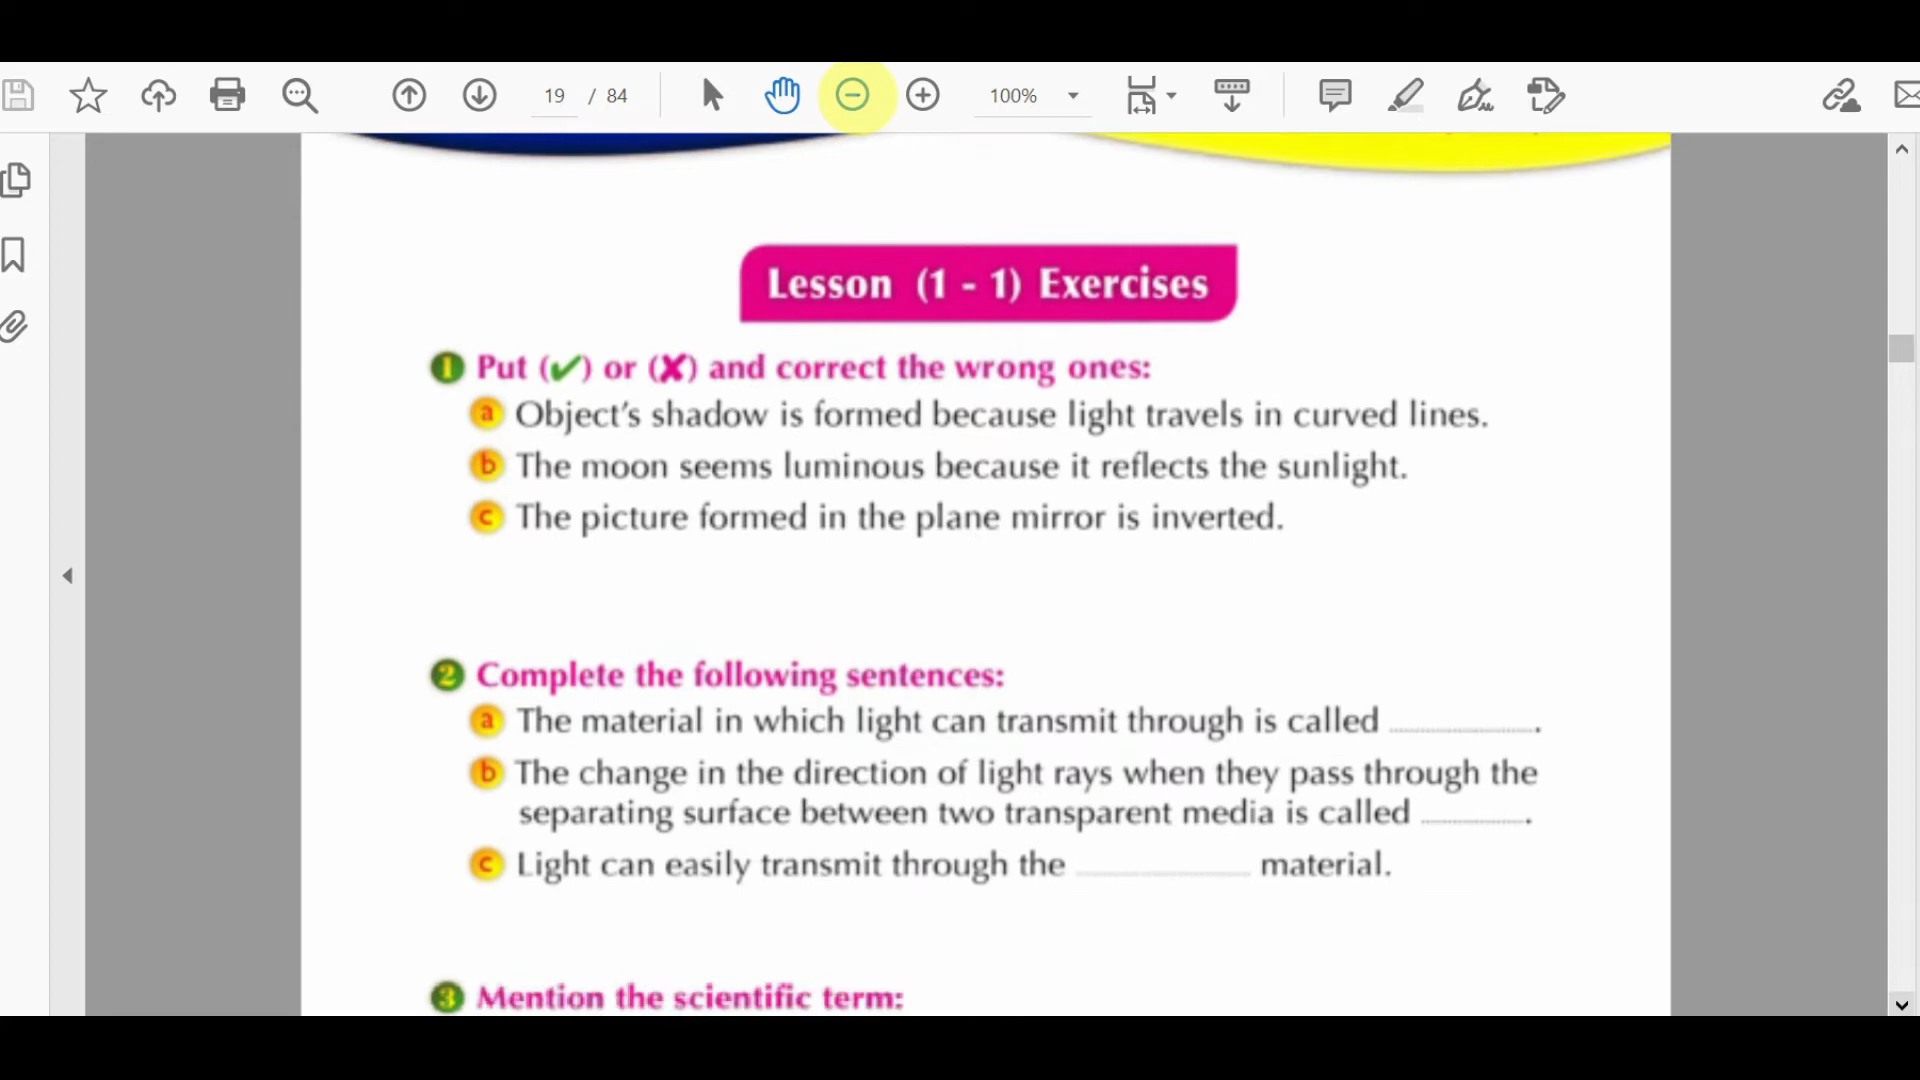 19 / 84
100%
Lesson (1 - 1) Exercises
1 Put (✔) or (✘) and correct the wrong ones:
a Object's shadow is formed because light travels in curved lines.
b The moon seems luminous because it reflects the sunlight.
c The picture formed in the plane mirror is inverted.
2 Complete the following sentences:
a The material in which light can transmit through is called ............... .
b The change in the direction of light rays when they pass through the
separating surface between two transparent media is called ............... .
c Light can easily transmit through the ............... material.
3 Mention the scientific term: